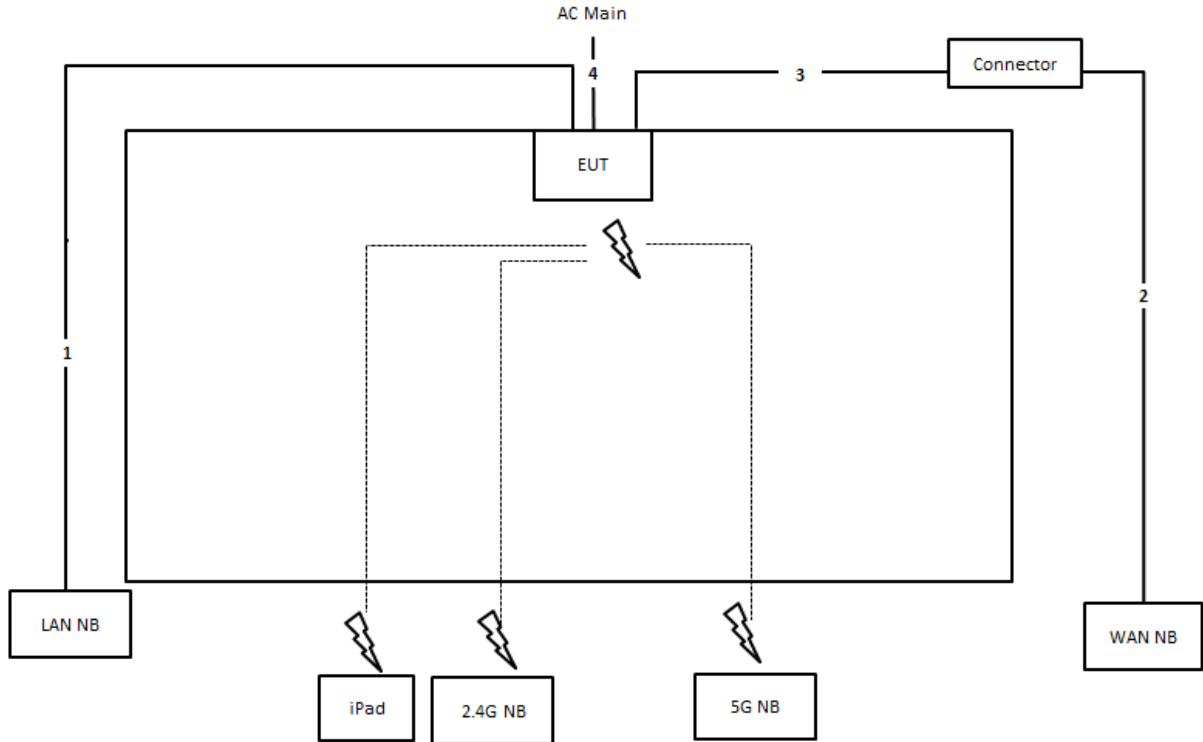 AC Main
4
3
Connector
EUT
2
1
LAN NB
WAN NB
iPad
2.4G NB
5G NB